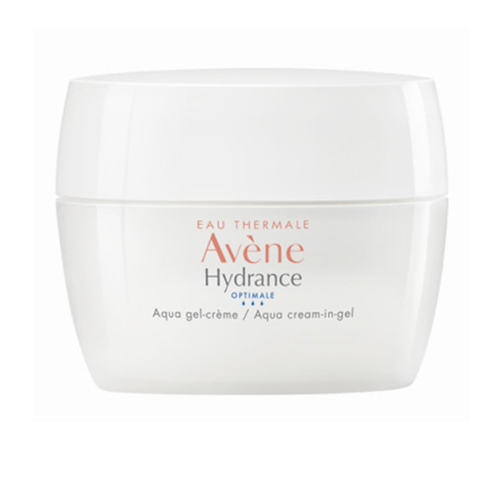 EAU THERMALE
Avène
Hydrance
OPTIMALE
Aqua gel-crème / Aqua cream-in-gel